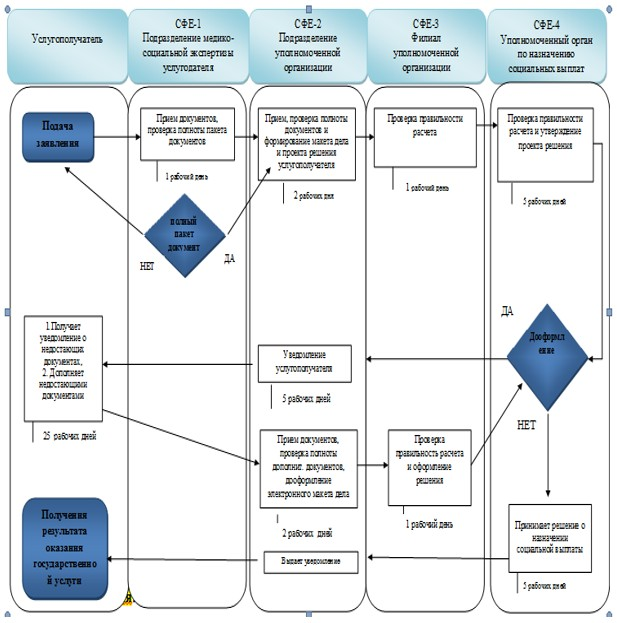 Услугополучатель
СФЕ-1
Подразделение медико-
социальной экспертизы
услугодателя
СФЕ-2
Подразделение
уполномоченной
организации
СФЕ-3
Филиал
уполномоченной
организации
СФЕ-4
Уполномоченный орган
по назначению
социальных выплат
Подача
заявления
Прием документов,
проверка полноты пакета
документов
1 рабочий день
Прием, проверка полноты
документов и
формирование макета дела
и проекта решения
услугополучателя
2 рабочих дня
Проверка правильности
расчета
1 рабочий день
Проверка правильности
расчета и утверждение
проекта решения
5 рабочих дней
полный
пакет
документ
НЕТ
ДА
1.Получает
уведомление о
недостающих
документах,
2. Дополняет
недостающими
документами
25 рабочих дней
Уведомление
услугополучателя
5 рабочих дней
ДА
Дооформл
ение
НЕТ
Прием документов,
проверка полноты
дополнит. документов,
дооформление
электронного макета дела
2 рабочих дней
Проверка
правильность расчета
и оформление
решения
1 рабочий день
Получения
результата
оказания
государственно
й услуги
Выдает уведомление
Принимает решение о
назначении
социальной выплаты
5 рабочих дней
я.